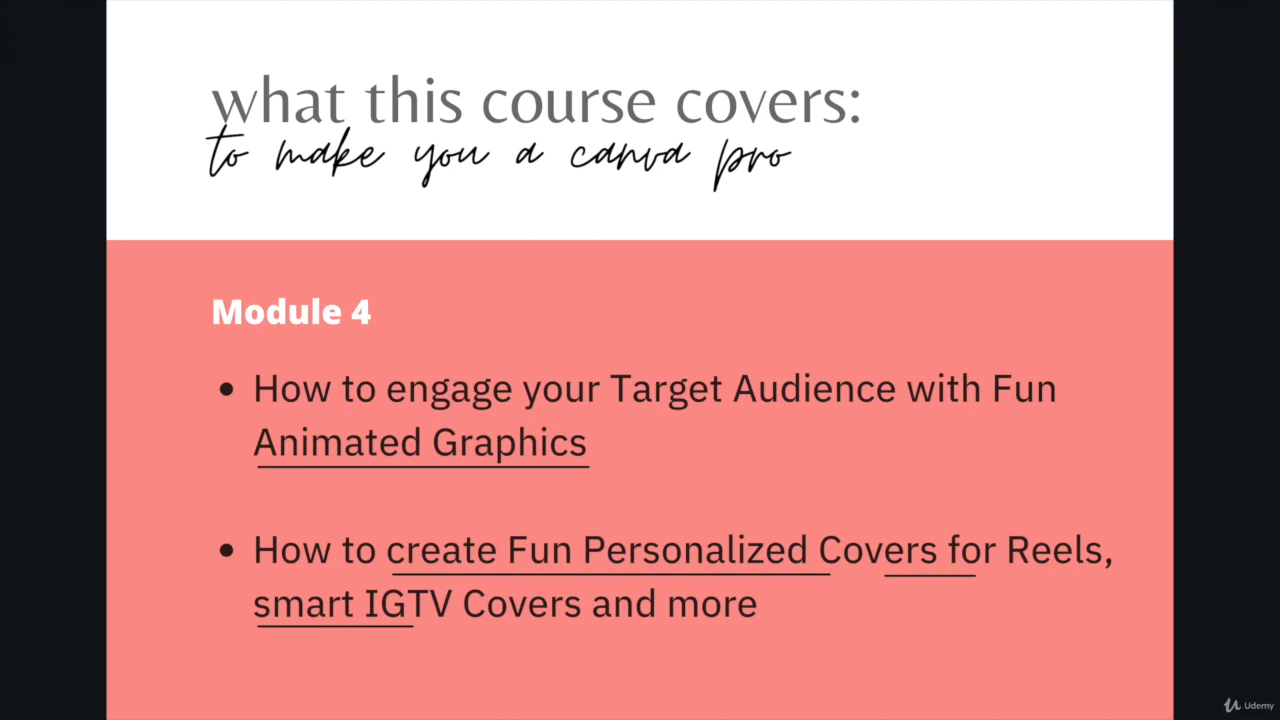 what this course covers:
to make you a canva pro
Module 4
• How to engage your Target Audience with Fun
Animated Graphics
• How to create Fun Personalized Covers for Reels,
smart IGTV Covers and more
Udemy